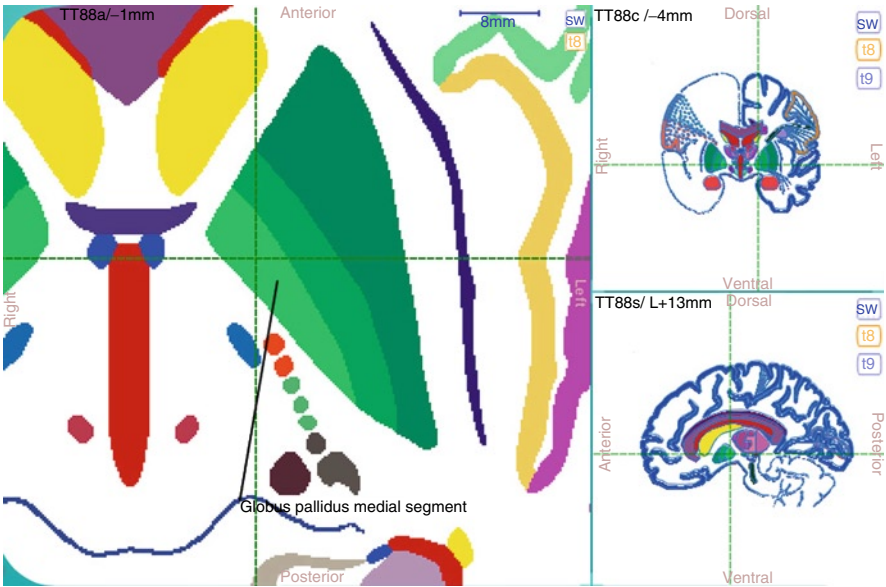 TT88a/−1mm
Anterior
8mm
sw
t8
Right
Left
Globus pallidus medial segment
Posterior
TT88c /−4mm
Dorsal
sw
t8
t9
Right
Left
Ventral
TT88s/ L+13mm
Dorsal
sw
t8
t9
Anterior
Posterior
Ventral